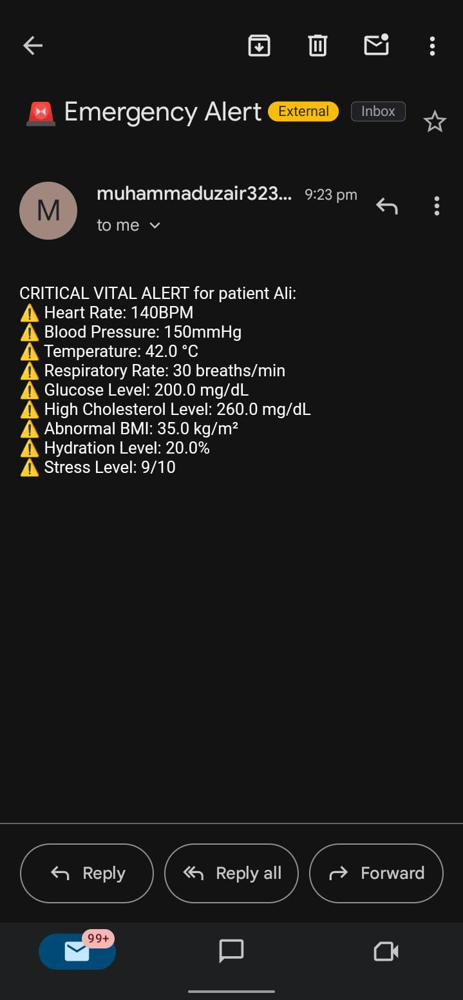 🚨 Emergency Alert External Inbox
M
muhammaduzair323... 9:23 pm
to me
CRITICAL VITAL ALERT for patient Ali:
⚠️ Heart Rate: 140BPM
⚠️ Blood Pressure: 150mmHg
⚠️ Temperature: 42.0 °C
⚠️ Respiratory Rate: 30 breaths/min
⚠️ Glucose Level: 200.0 mg/dL
⚠️ High Cholesterol Level: 260.0 mg/dL
⚠️ Abnormal BMI: 35.0 kg/m²
⚠️ Hydration Level: 20.0%
⚠️ Stress Level: 9/10
Reply Reply all Forward
99+